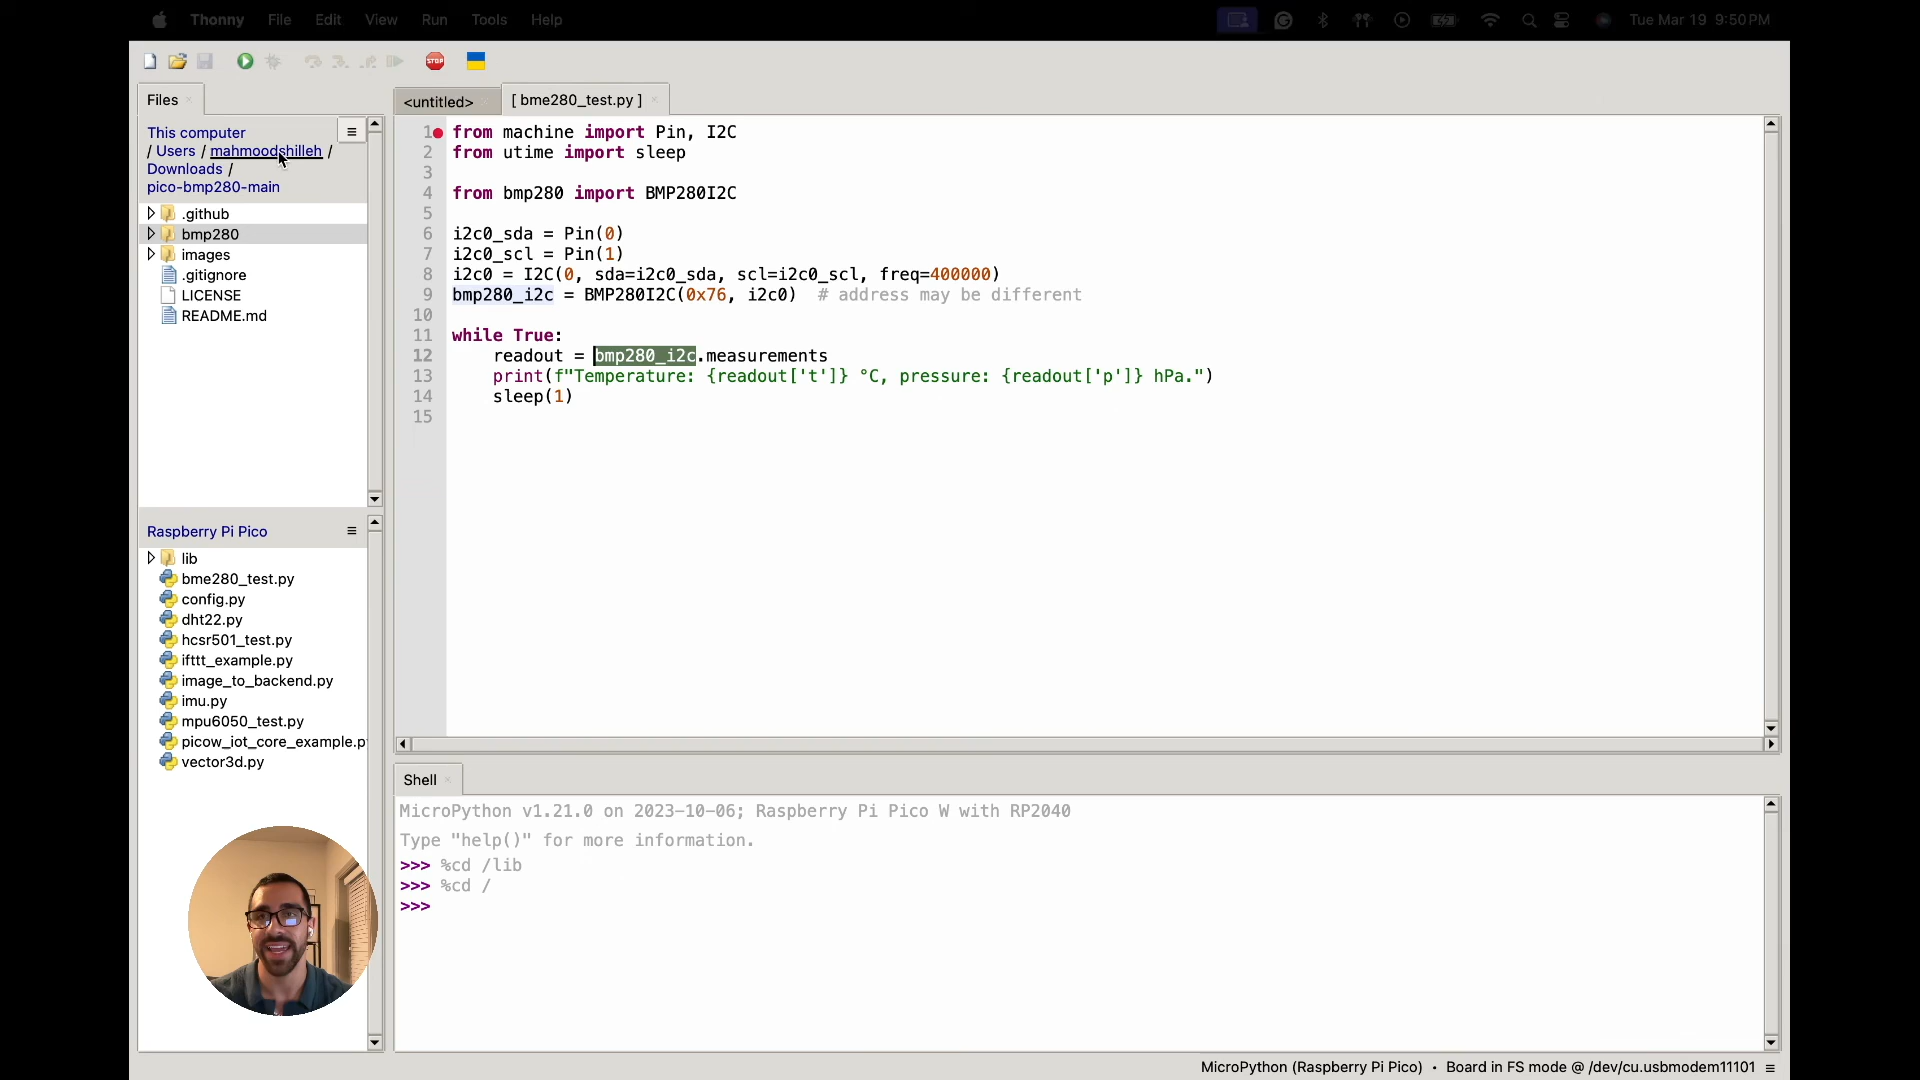 Thonny File Edit View Run Tools Help
Tue Mar 19 9:50 PM
STOP
Files
This computer
/ Users / mahmoodshilleh /
Downloads /
pico-bmp280-main
.github
bmp280
images
.gitignore
LICENSE
README.md
Raspberry Pi Pico
lib
bme280_test.py
config.py
dht22.py
hcsr501_test.py
ifttt_example.py
image_to_backend.py
imu.py
mpu6050_test.py
picow_iot_core_example.p
vector3d.py
<untitled>
[ bme280_test.py ]
1 from machine import Pin, I2C
2 from utime import sleep
3
4 from bmp280 import BMP280I2C
5
6 i2c0_sda = Pin(0)
7 i2c0_scl = Pin(1)
8 i2c0 = I2C(0, sda=i2c0_sda, scl=i2c0_scl, freq=400000)
9 bmp280_i2c = BMP280I2C(0x76, i2c0)  # address may be different
10
11 while True:
12     readout = bmp280_i2c.measurements
13     print(f"Temperature: {readout['t']} °C, pressure: {readout['p']} hPa.")
14     sleep(1)
15
Shell
MicroPython v1.21.0 on 2023-10-06; Raspberry Pi Pico W with RP2040
Type "help()" for more information.
>>> %cd /lib
>>> %cd /
>>>
MicroPython (Raspberry Pi Pico) • Board in FS mode @ /dev/cu.usbmodem11101